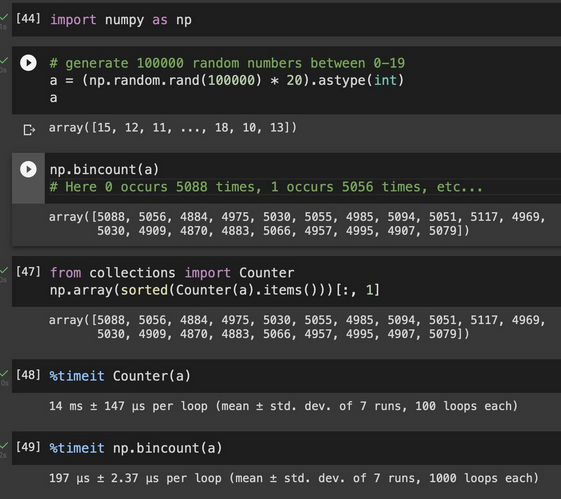 [44] import numpy as np
# generate 100000 random numbers between 0-19
a = (np.random.rand(100000) * 20).astype(int)
a
array([15, 12, 11, ..., 18, 10, 13])
np.bincount(a)
# Here 0 occurs 5088 times, 1 occurs 5056 times, etc...
array([5088, 5056, 4884, 4975, 5030, 5055, 4985, 5094, 5051, 5117, 4969,
5030, 4909, 4870, 4883, 5066, 4957, 4995, 4907, 5079])
[47] from collections import Counter
np.array(sorted(Counter(a).items()))[:, 1]
array([5088, 5056, 4884, 4975, 5030, 5055, 4985, 5094, 5051, 5117, 4969,
5030, 4909, 4870, 4883, 5066, 4957, 4995, 4907, 5079])
[48] %timeit Counter(a)
14 ms ± 147 µs per loop (mean ± std. dev. of 7 runs, 100 loops each)
[49] %timeit np.bincount(a)
197 µs ± 2.37 µs per loop (mean ± std. dev. of 7 runs, 1000 loops each)